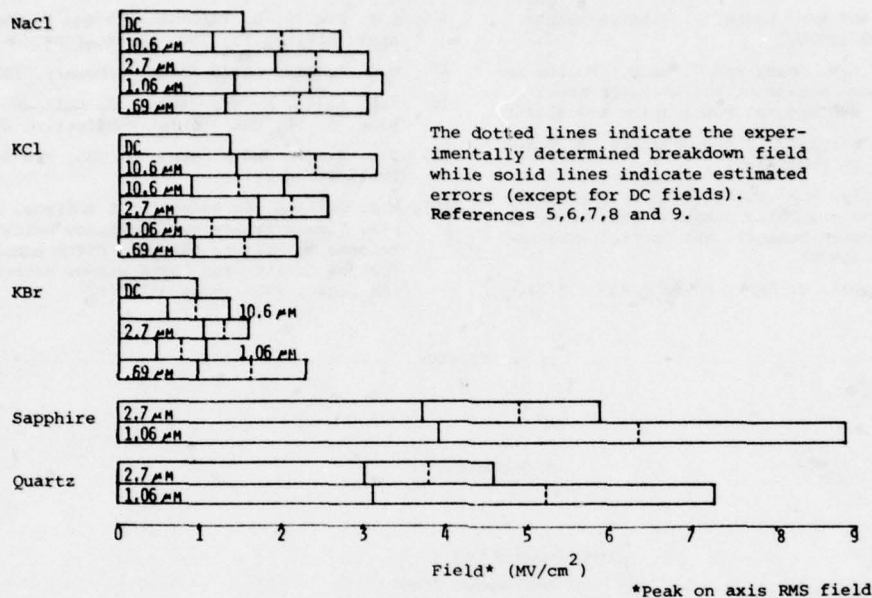 NaCl
DC
10.6 μM
2.7 μM
1.06 μM
.69 μM
The dotted lines indicate the exper-
imentally determined breakdown field
while solid lines indicate estimated
errors (except for DC fields).
References 5,6,7,8 and 9.
KCl
DC
10.6 μM
10.6 μM
2.7 μM
1.06 μM
.69 μM
KBr
DC
10.6 μM
2.7 μM
1.06 μM
.69 μM
Sapphire
2.7 μM
1.06 μM
Quartz
2.7 μM
1.06 μM
0 1 2 3 4 5 6 7 8 9
Field* (MV/cm²)
*Peak on axis RMS field